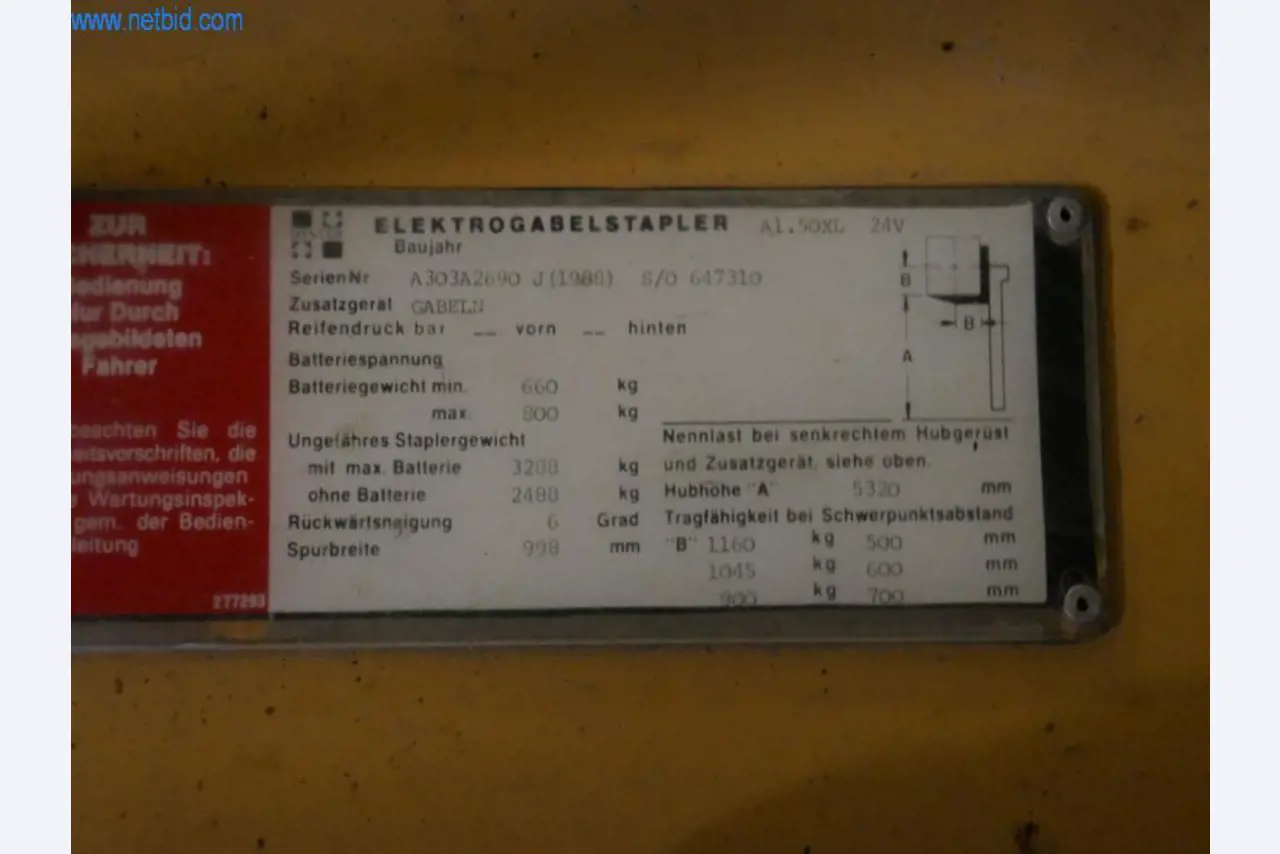 www.netbid.com
ZUR
CHERHEIT:
edienung
ur Durch
gebildeten
Fahrer
beachten Sie die
eitsvorschriften, die
ungsanweisungen
e Wartungsinspek-
gem. der Bedien-
leitung
277293
ELEKTROGABELSTAPLER A1.50XL 24V
Baujahr
Serien Nr A303A2690 J (1988) S/O 647310
Zusatzgerät GABELN
Reifendruck bar -- vorn -- hinten
Batteriespannung
Batteriegewicht min. 660 kg
max. 800 kg
Ungefähres Staplergewicht
mit max. Batterie 3288 kg
ohne Batterie 2488 kg
Rückwärtsneigung 6 Grad
Spurbreite 998 mm
B
B
A
Nennlast bei senkrechtem Hubgerüst
und Zusatzgerät, siehe oben.
Hubhöhe "A" 5320 mm
Tragfähigkeit bei Schwerpunktsabstand
"B" 1160 kg 500 mm
1045 kg 600 mm
900 kg 700 mm